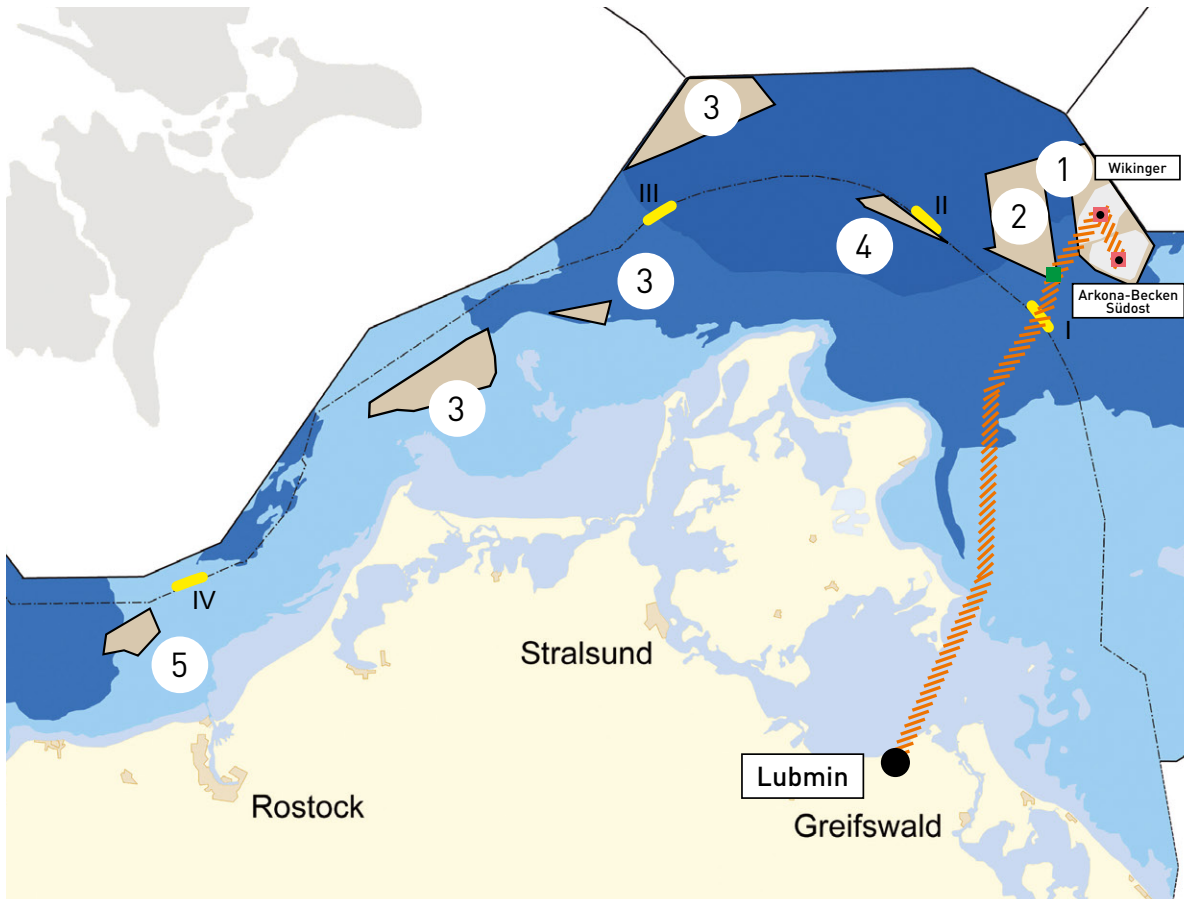 3
1
Wikinger
III
II
2
4
3
Arkona-Becken
Südost
I
3
IV
5
Stralsund
Lubmin
Rostock
Greifswald